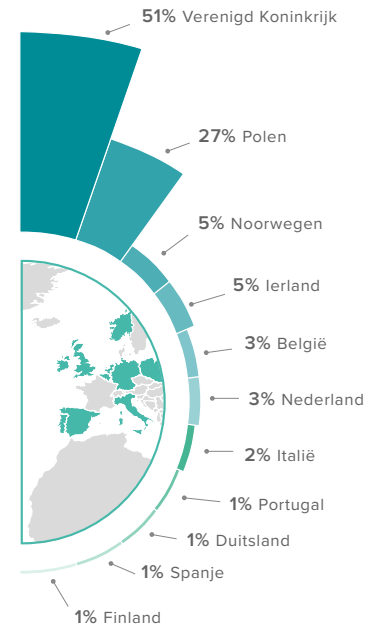 51% Verenigd Koninkrijk
27% Polen
5% Noorwegen
5% Ierland
3% België
3% Nederland
2% Italië
1% Portugal
1% Duitsland
1% Spanje
1% Finland